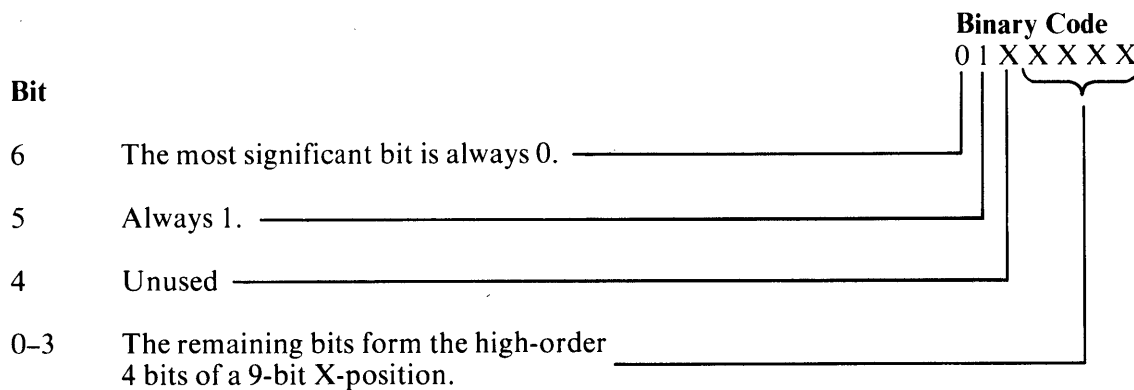 Binary Code
0 1 X X X X X
Bit
6 The most significant bit is always 0.
5 Always 1.
4 Unused
0–3 The remaining bits form the high-order
4 bits of a 9-bit X-position.